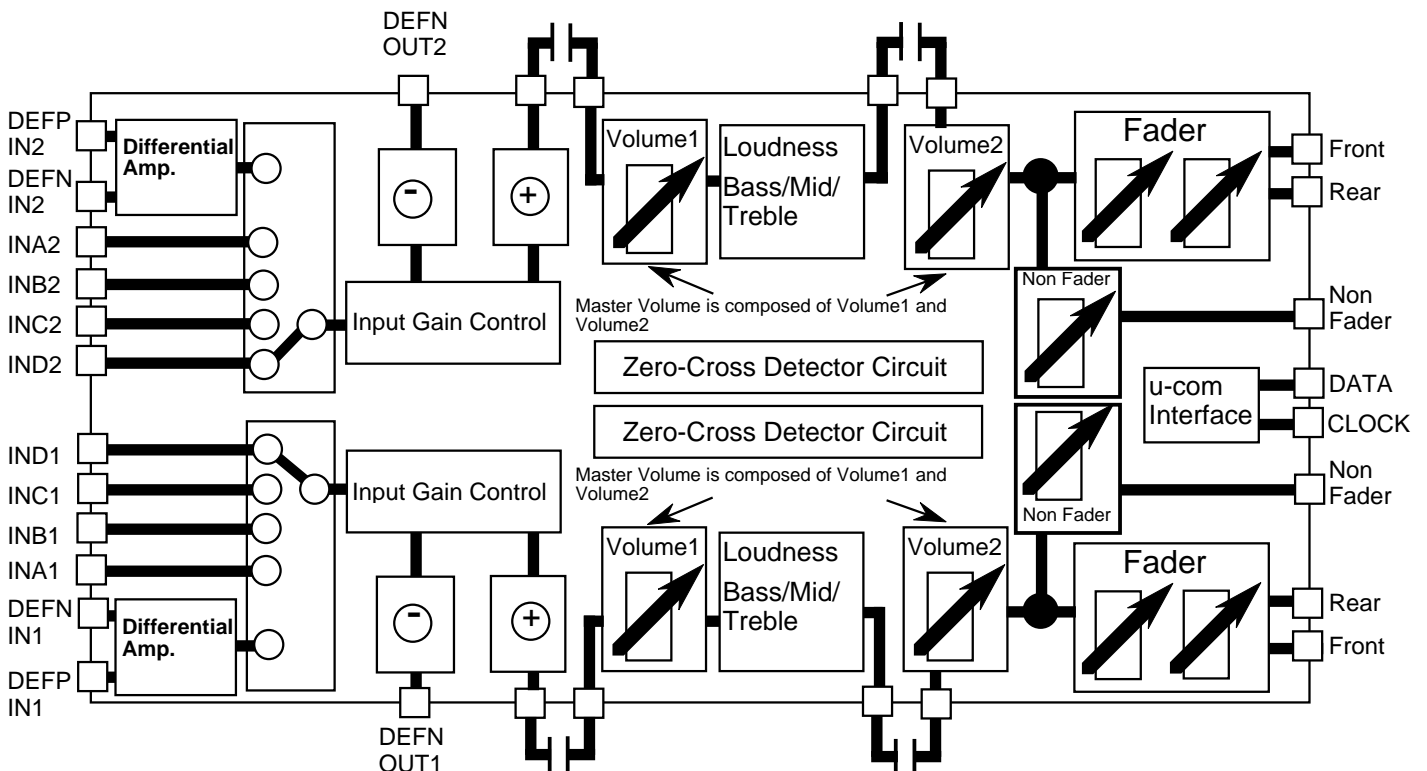 DEFN
OUT2
DEFP
IN2
DEFN
IN2
INA2
INB2
INC2
IND2
Differential
Amp.
-
+
Input Gain Control
Volume1
Loudness
Bass/Mid/
Treble
Volume2
Fader
Front
Rear
Master Volume is composed of Volume1 and
Volume2
Non Fader
Non
Fader
Zero-Cross Detector Circuit
u-com
Interface
DATA
CLOCK
Zero-Cross Detector Circuit
IND1
INC1
INB1
INA1
DEFN
IN1
DEFP
IN1
Differential
Amp.
Input Gain Control
-
+
DEFN
OUT1
Master Volume is composed of Volume1 and
Volume2
Volume1
Loudness
Bass/Mid/
Treble
Volume2
Non Fader
Non
Fader
Fader
Rear
Front